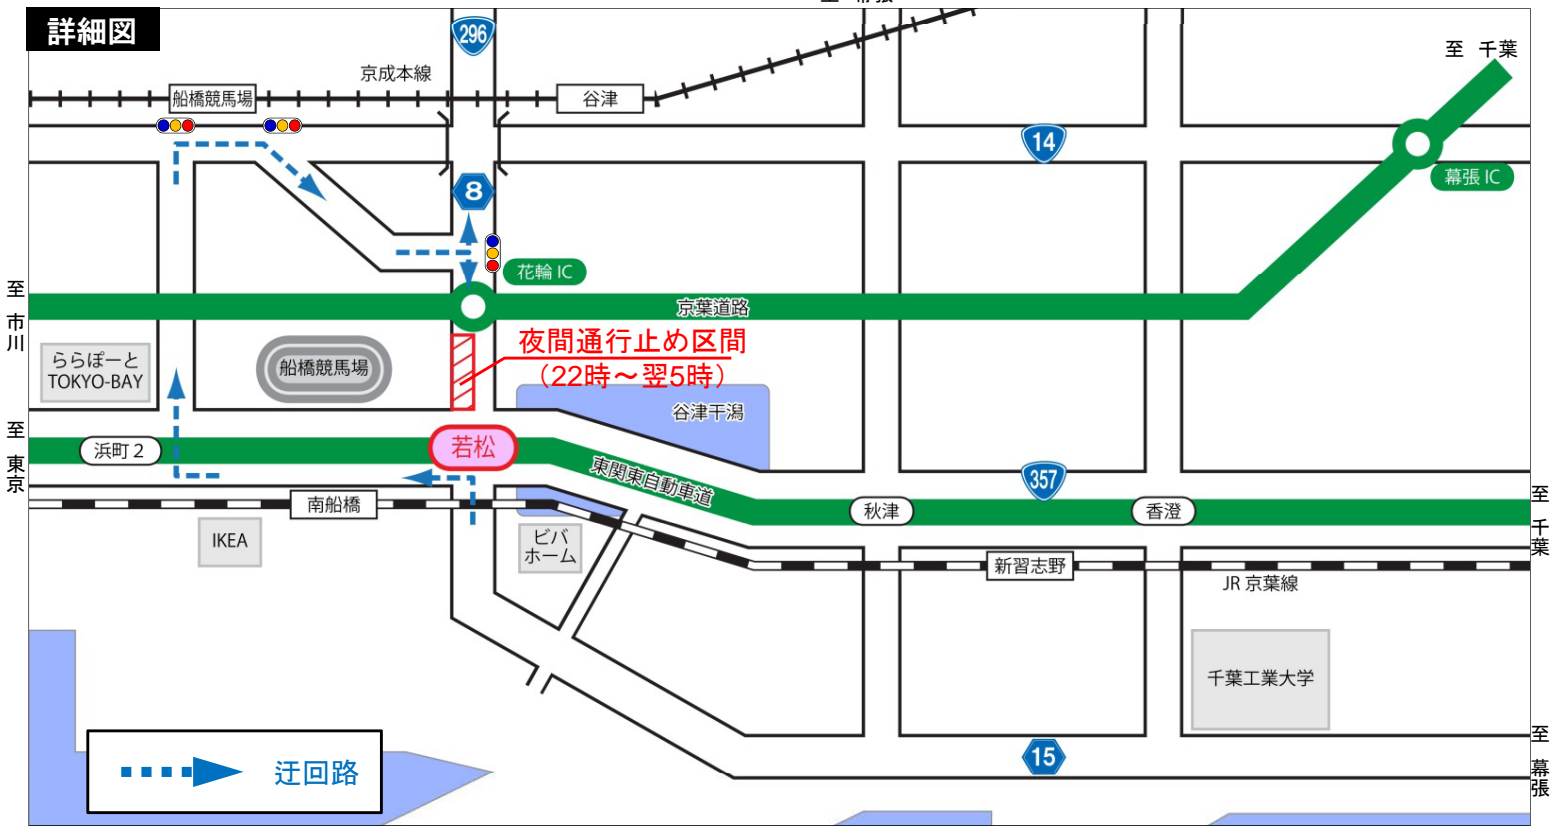 詳細図
296
至 千葉
京成本線
船橋競馬場
谷津
14
幕張 IC
8
花輪 IC
至 市川
京葉道路
夜間通行止め区間
(22時～翌5時)
ららぽーと
TOKYO-BAY
船橋競馬場
谷津干潟
至 東京
浜町 2
若松
東関東自動車道
357
至 千葉
南船橋
秋津
香澄
IKEA
ビバ
ホーム
新習志野
JR 京葉線
千葉工業大学
至 幕張
15
迂回路